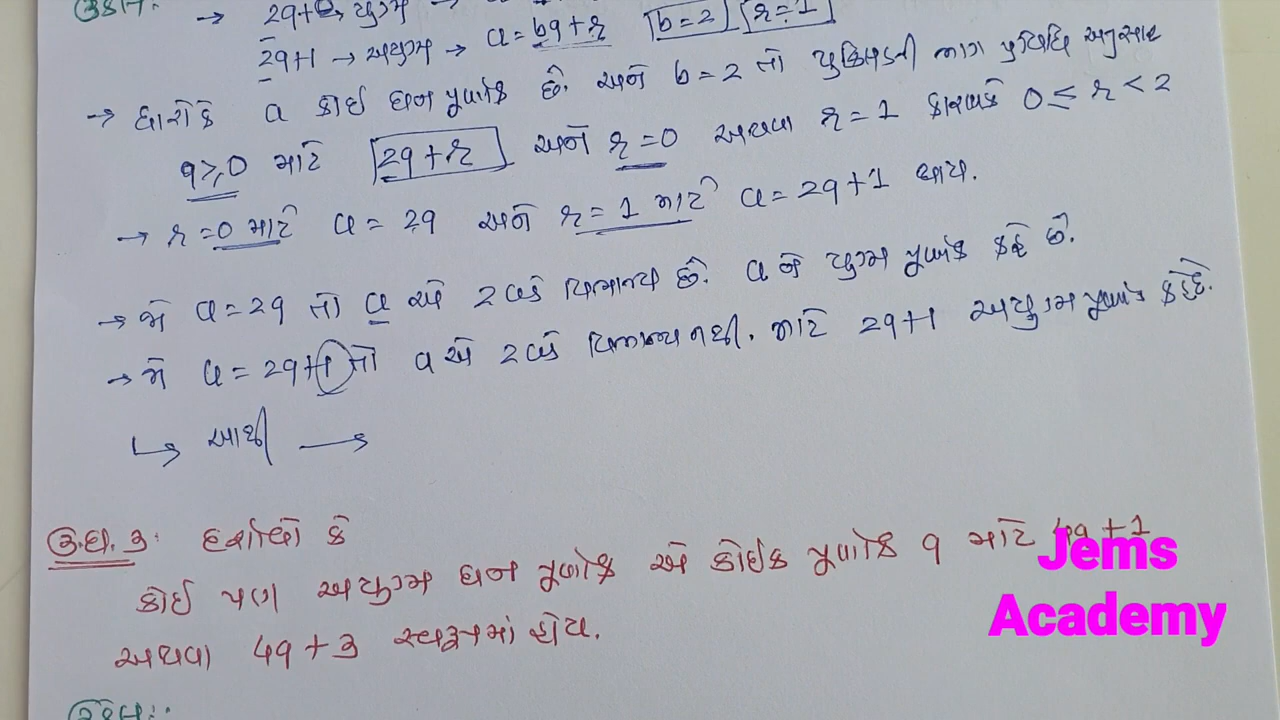 ઉકેલ:
→ 2q+0 → યુગ્મ
2q+1 → અયુગ્મ → a = bq + r b = 2 r = 1
→ ધારોકે a કોઈ ધન પૂર્ણાંક છે. અને b = 2 તો યુક્લિડની ભાગ પ્રવિધિ અનુસાર
q ≥ 0 માટે 2q + r અને r = 0 અથવા r = 1 કારણકે 0 ≤ r < 2
→ r = 0 માટે a = 2q અને r = 1 માટે a = 2q + 1 થાય.
→ જો a = 2q તો a એ 2 વડે વિભાજ્ય છે. a ને યુગ્મ પૂર્ણાંક કહે છે.
→ જો a = 2q+1 તો a એ 2 વડે વિભાજ્ય નથી. માટે 2q+1 અયુગ્મ પૂર્ણાંક કહેછે.
↳ આથી →
ઉ.દા. ૩: દર્શાવો કે
કોઈ પણ અયુગ્મ ધન પૂર્ણાંક એ કોઈક પૂર્ણાંક q માટે 4q + 1
અથવા 4q + 3 સ્વરૂપમાં હોય.
Jems
Academy
ઉકેલ: